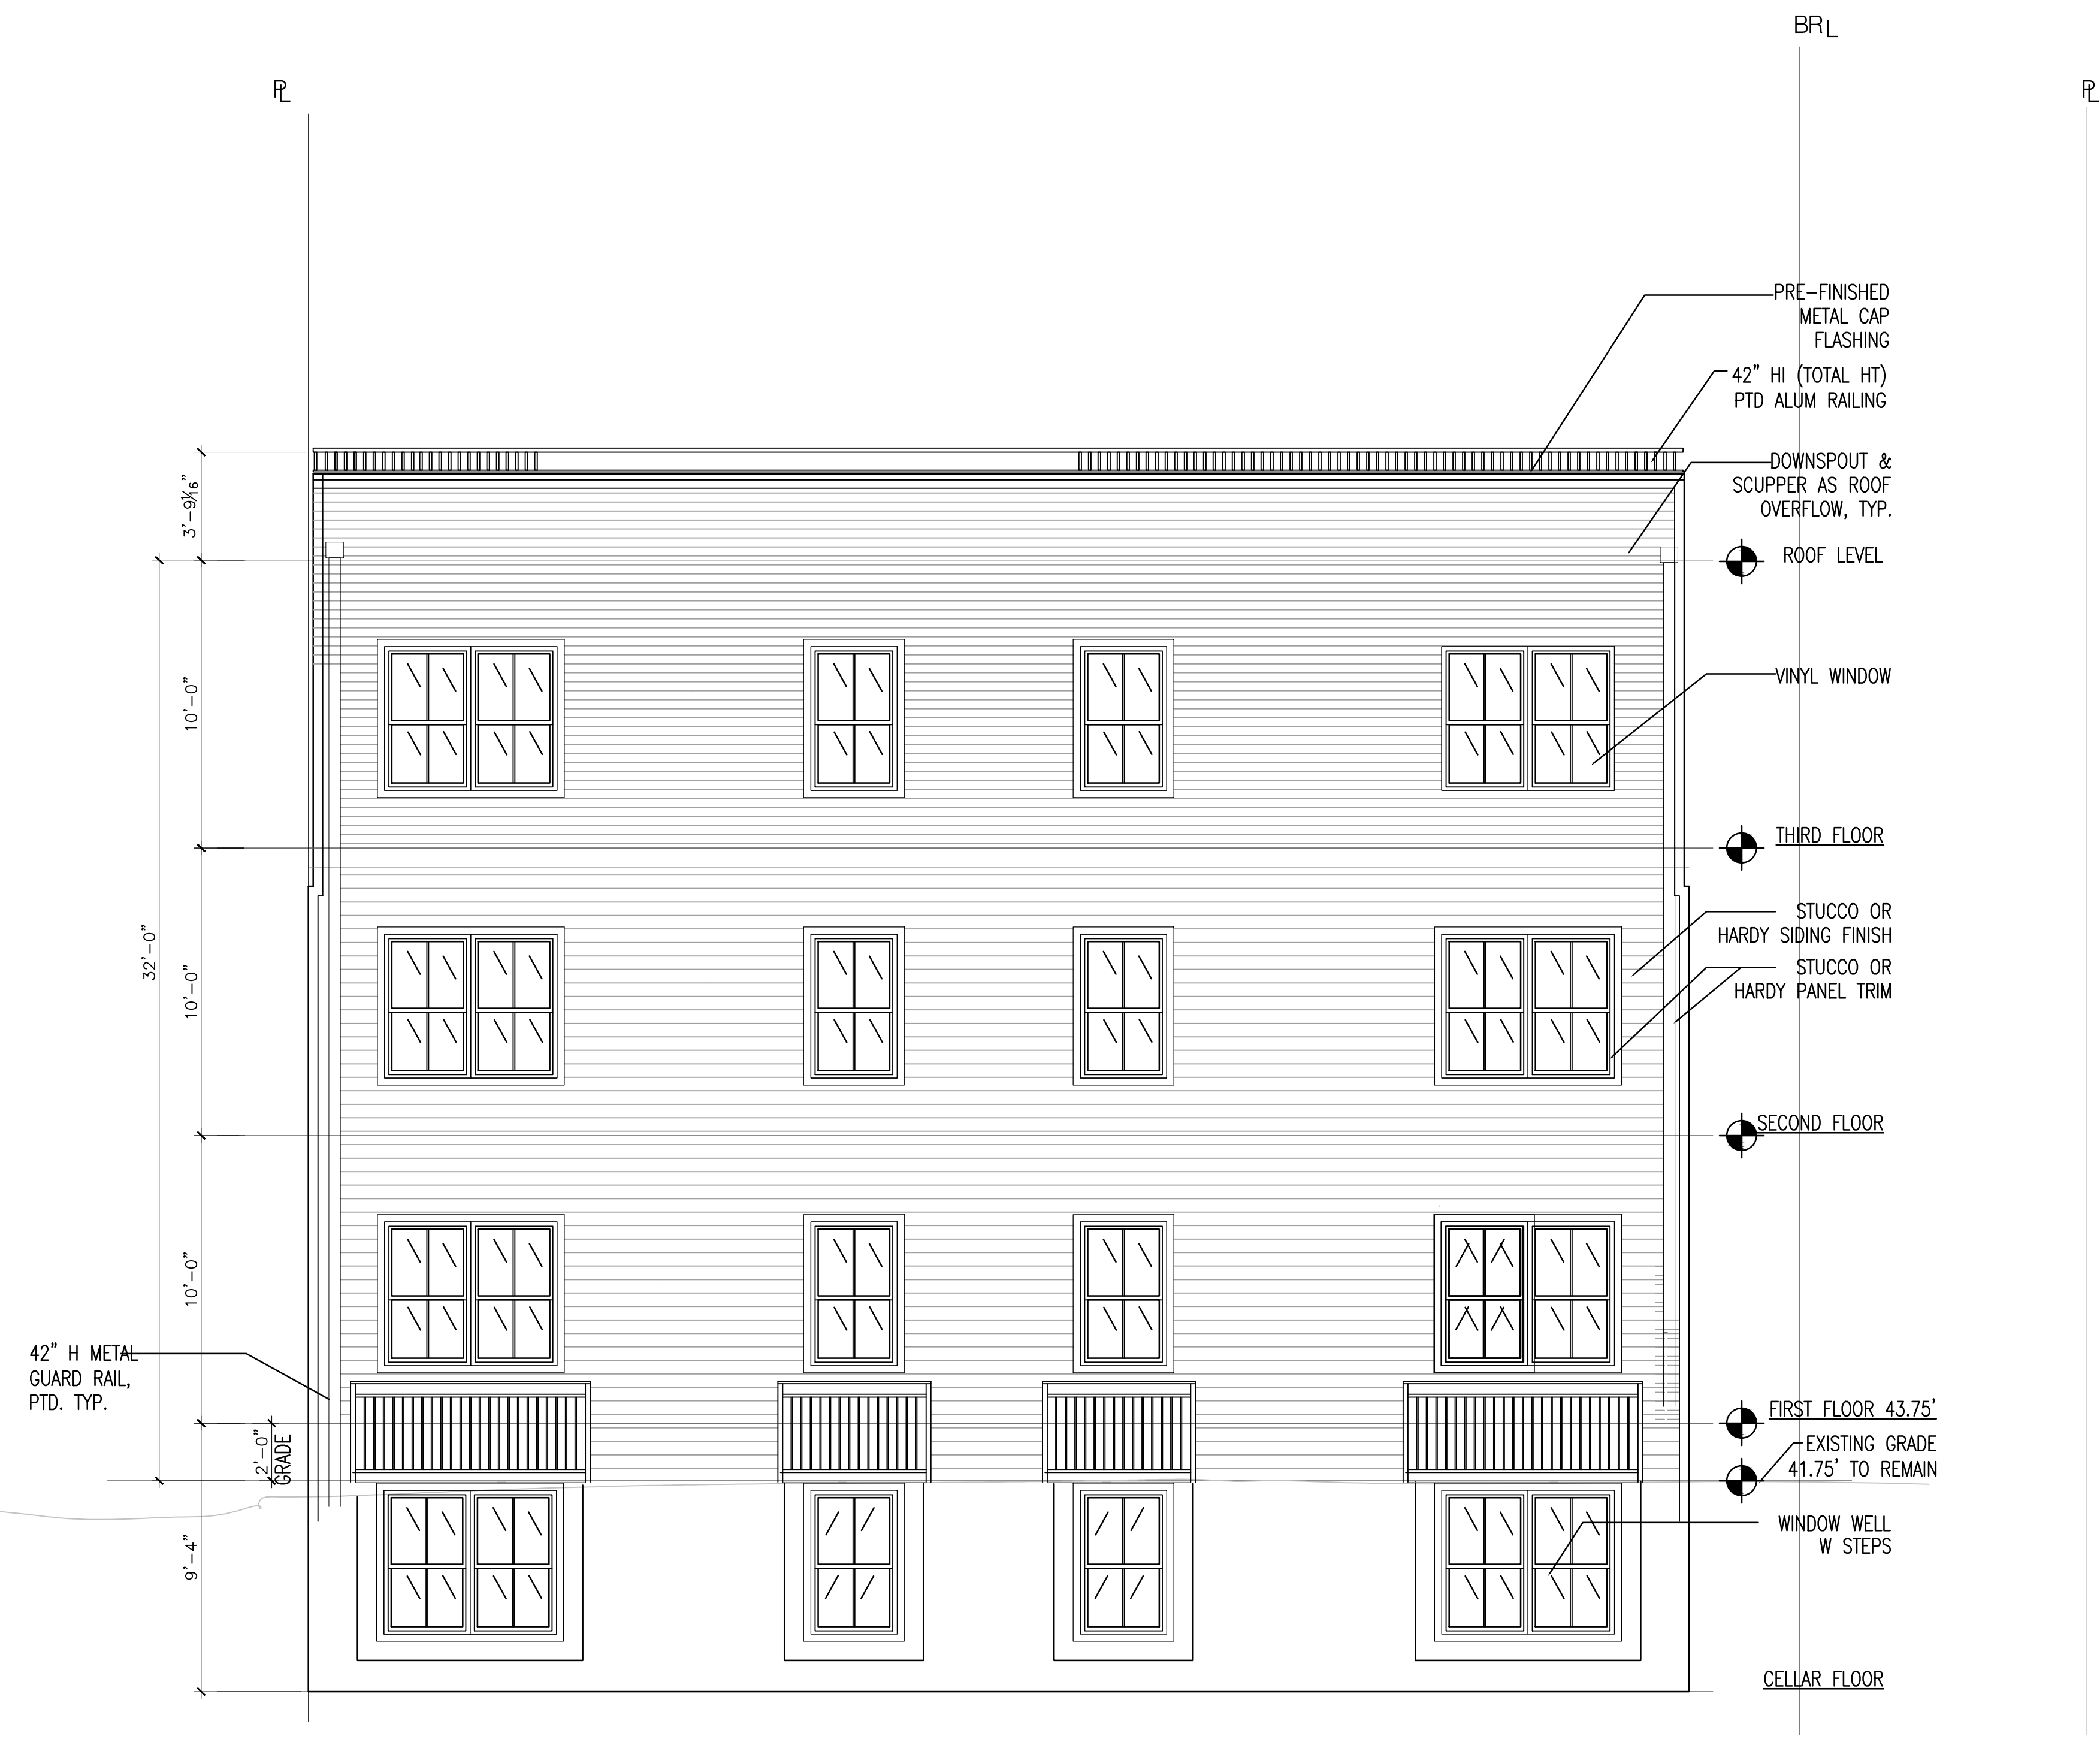 BRL
PL
PL
PRE-FINISHED
METAL CAP
FLASHING
42" HI (TOTAL HT)
PTD ALUM RAILING
DOWNSPOUT &
SCUPPER AS ROOF
OVERFLOW, TYP.
3'-9 1/16"
ROOF LEVEL
VINYL WINDOW
10'-0"
THIRD FLOOR
STUCCO OR
HARDY SIDING FINISH
STUCCO OR
HARDY PANEL TRIM
32'-0"
10'-0"
SECOND FLOOR
10'-0"
42" H METAL
GUARD RAIL,
PTD. TYP.
FIRST FLOOR 43.75'
2'-0"
GRADE
EXISTING GRADE
41.75' TO REMAIN
WINDOW WELL
W STEPS
9'-4"
CELLAR FLOOR